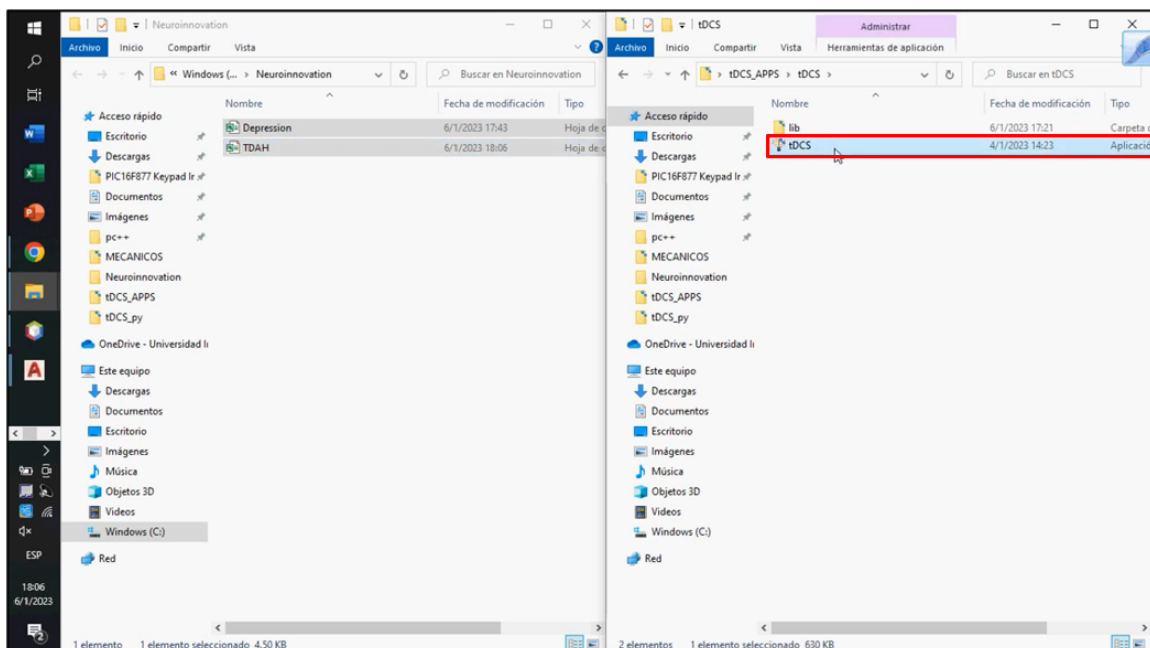 Neuroinnovation
Archivo Inicio Compartir Vista
« Windows (... › Neuroinnovation
Buscar en Neuroinnovation
Nombre Fecha de modificación Tipo
Acceso rápido
Escritorio
Descargas
PIC16F877 Keypad Ir
Documentos
Imágenes
pc++
MECANICOS
Neuroinnovation
tDCS_APPS
tDCS_py
OneDrive - Universidad I
Este equipo
Descargas
Documentos
Escritorio
Imágenes
Música
Objetos 3D
Videos
Windows (C:)
Red
Depression 6/1/2023 17:43 Hoja de c
TDAH 6/1/2023 18:06 Hoja de c
1 elemento 1 elemento seleccionado 4,50 KB
tDCS Administrar
Archivo Inicio Compartir Vista Herramientas de aplicación
› tDCS_APPS › tDCS ›
Buscar en tDCS
Nombre Fecha de modificación Tipo
Acceso rápido
Escritorio
Descargas
PIC16F877 Keypad Ir
Documentos
Imágenes
pc++
MECANICOS
Neuroinnovation
tDCS_APPS
tDCS_py
OneDrive - Universidad I
Este equipo
Descargas
Documentos
Escritorio
Imágenes
Música
Objetos 3D
Videos
Windows (C:)
Red
lib 6/1/2023 17:21 Carpeta c
tDCS 4/1/2023 14:23 Aplicació
2 elementos 1 elemento seleccionado 630 KB
ESP
18:06
6/1/2023